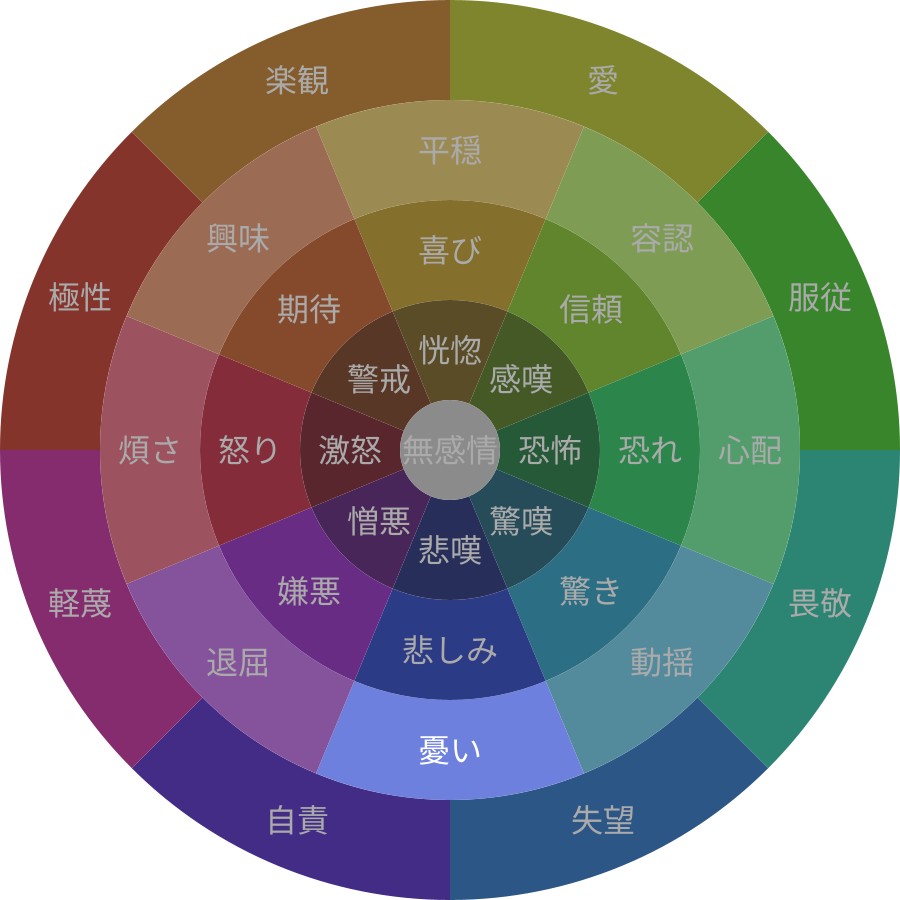 楽観
愛
平穏
興味
容認
喜び
極性
服従
期待
信頼
恍惚
警戒
感嘆
煩さ
怒り
激怒
無感情
恐怖
恐れ
心配
憎悪
驚嘆
悲嘆
嫌悪
驚き
軽蔑
畏敬
悲しみ
退屈
動揺
憂い
自責
失望